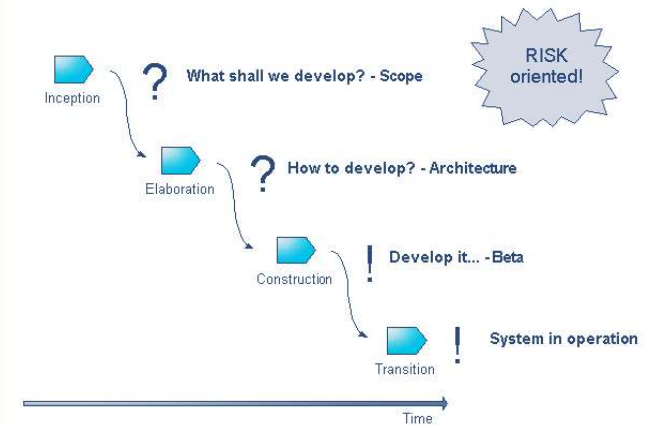 RISK
oriented!
? What shall we develop? - Scope
Inception
? How to develop? - Architecture
Elaboration
! Develop it... - Beta
Construction
! System in operation
Transition
Time